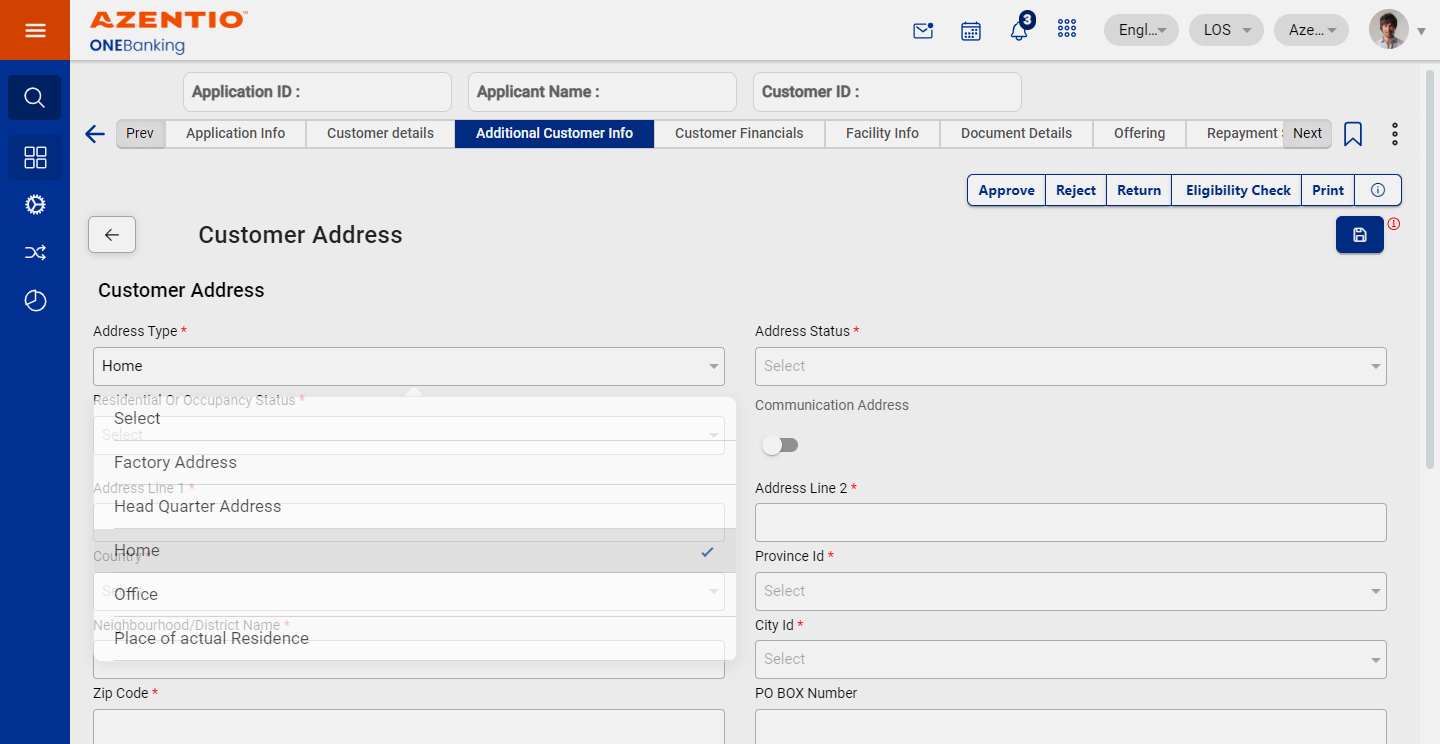 AZENTIO™
ONEBanking
3
Engl...
LOS
Aze...
Application ID :
Applicant Name :
Customer ID :
Prev
Application Info
Customer details
Additional Customer Info
Customer Financials
Facility Info
Document Details
Offering
Repayment
Next
Approve
Reject
Return
Eligibility Check
Print
Customer Address
Customer Address
Address Type *
Address Status *
Home
Select
Residential Or Occupancy Status *
Communication Address
Select
Select
Factory Address
Address Line 1 *
Address Line 2 *
Head Quarter Address
Home
Country *
Province Id *
Office
Select
Neighbourhood/District Name *
City Id *
Place of actual Residence
Select
Zip Code *
PO BOX Number